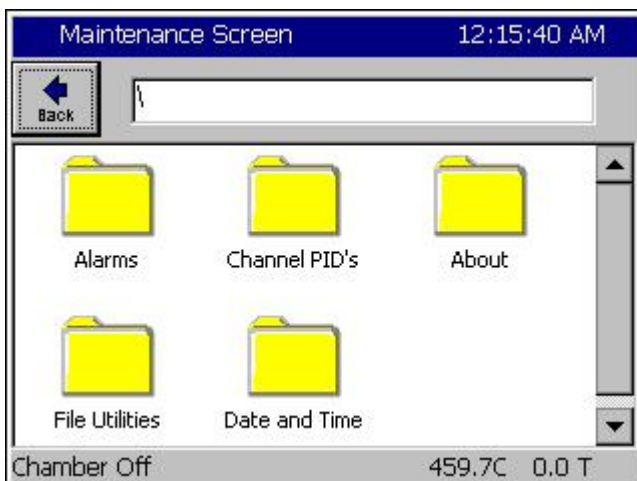 Maintenance Screen 12:15:40 AM
Back
\
Alarms Channel PID's About
File Utilities Date and Time
Chamber Off 459.7C 0.0 T